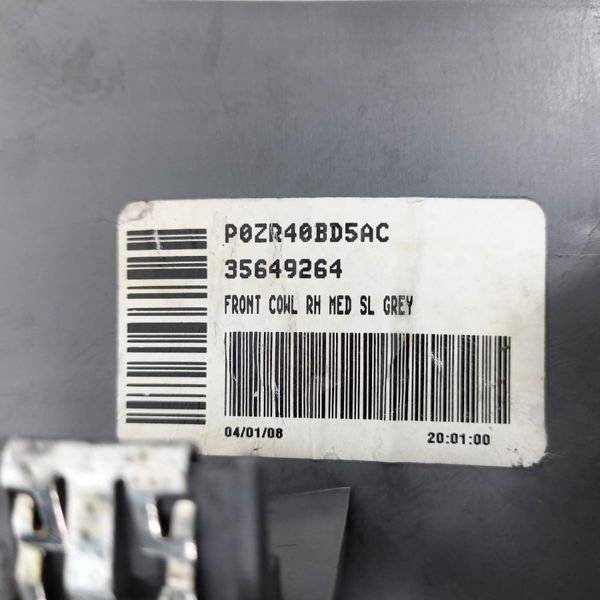 P0ZR40BD5AC
35649264
FRONT COWL RH MED SL GREY
04/01/08 20:01:00